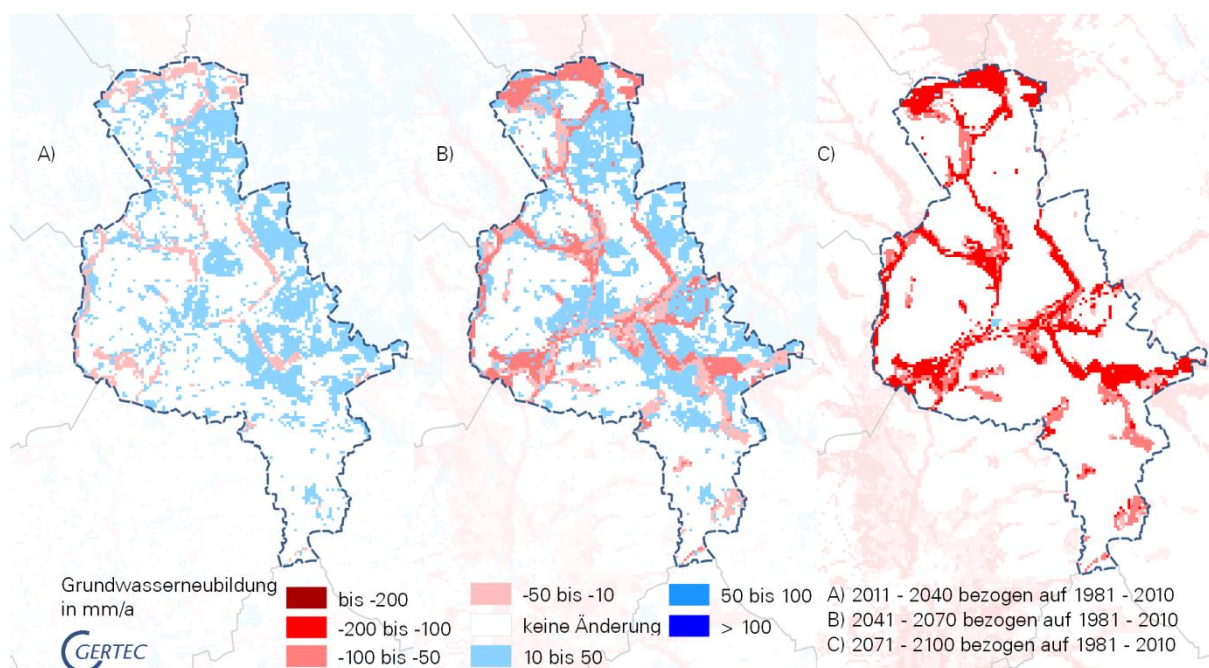 A)
B)
C)
Grundwasserneubildung
in mm/a
GERTEC
bis -200
-200 bis -100
-100 bis -50
-50 bis -10
keine Änderung
10 bis 50
50 bis 100
> 100
A) 2011 - 2040 bezogen auf 1981 - 2010
B) 2041 - 2070 bezogen auf 1981 - 2010
C) 2071 - 2100 bezogen auf 1981 - 2010